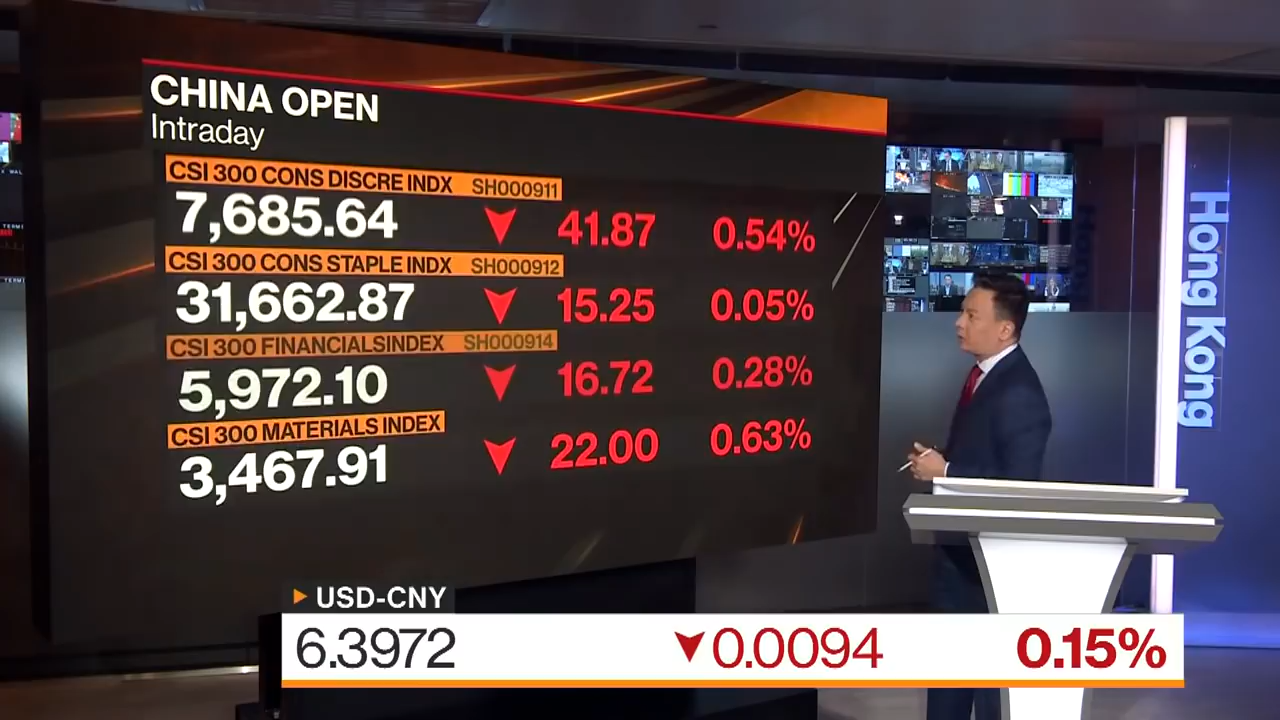 CHINA OPEN
Intraday
CSI 300 CONS DISCRE INDX SH000911
7,685.64 ▼ 41.87 0.54%
CSI 300 CONS STAPLE INDX SH000912
31,662.87 ▼ 15.25 0.05%
CSI 300 FINANCIALSINDEX SH000914
5,972.10 ▼ 16.72 0.28%
CSI 300 MATERIALS INDEX
3,467.91 ▼ 22.00 0.63%
Hong Kong
USD-CNY
6.3972 ▼0.0094 0.15%